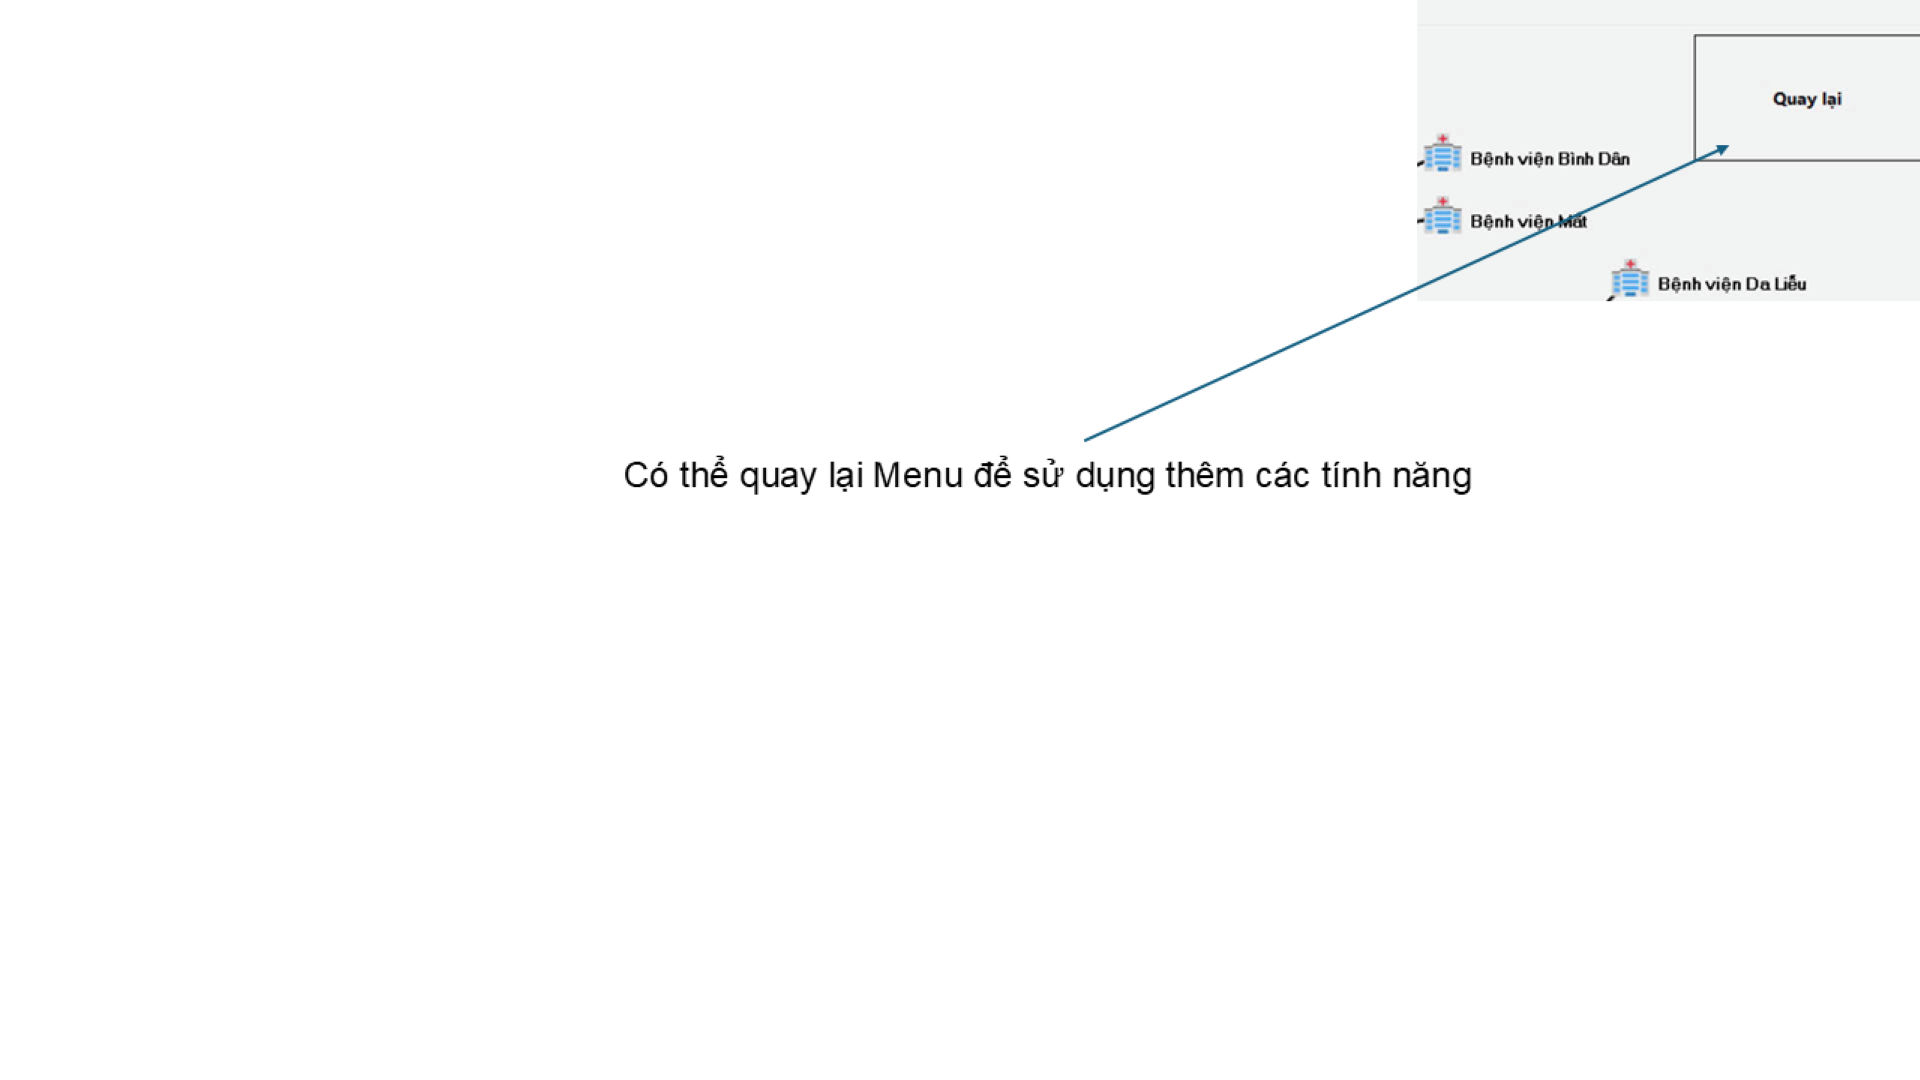 Quay lại
Bệnh viện Bình Dân
Bệnh viện Mắt
Bệnh viện Da Liễu
Có thể quay lại Menu để sử dụng thêm các tính năng